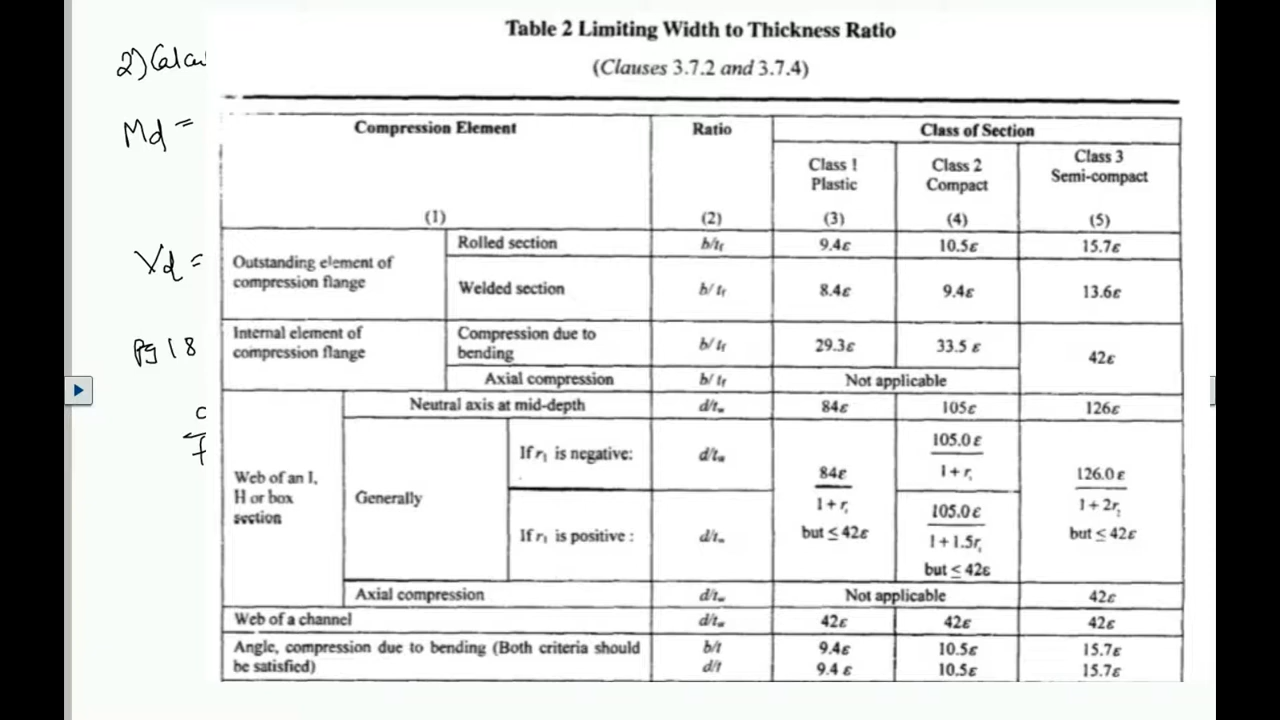 Table 2 Limiting Width to Thickness Ratio
(Clauses 3.7.2 and 3.7.4)
2) Calcu
Md =
Vd =
Pg 18
Compression Element Ratio Class of Section
Class 1 Plastic Class 2 Compact Class 3 Semi-compact
(1) (2) (3) (4) (5)
Outstanding element of compression flange Rolled section b/tf 9.4ε 10.5ε 15.7ε
Welded section b/ tf 8.4ε 9.4ε 13.6ε
Internal element of compression flange Compression due to bending b/ tf 29.3ε 33.5 ε 42ε
Axial compression b/ tf Not applicable
Web of an I, H or box section Neutral axis at mid-depth d/tw 84ε 105ε 126ε
Generally If r1 is negative: d/tw 84ε / 1 + r1 but ≤ 42ε 105.0 ε / 1 + r1 126.0 ε / 1 + 2r2 but ≤ 42ε
If r1 is positive : d/tw 105.0 ε / 1 + 1.5r1 but ≤ 42ε
Axial compression d/tw Not applicable 42ε
Web of a channel d/tw 42ε 42ε 42ε
Angle, compression due to bending (Both criteria should be satisfied) b/t 9.4ε 10.5ε 15.7ε
d/t 9.4 ε 10.5ε 15.7ε